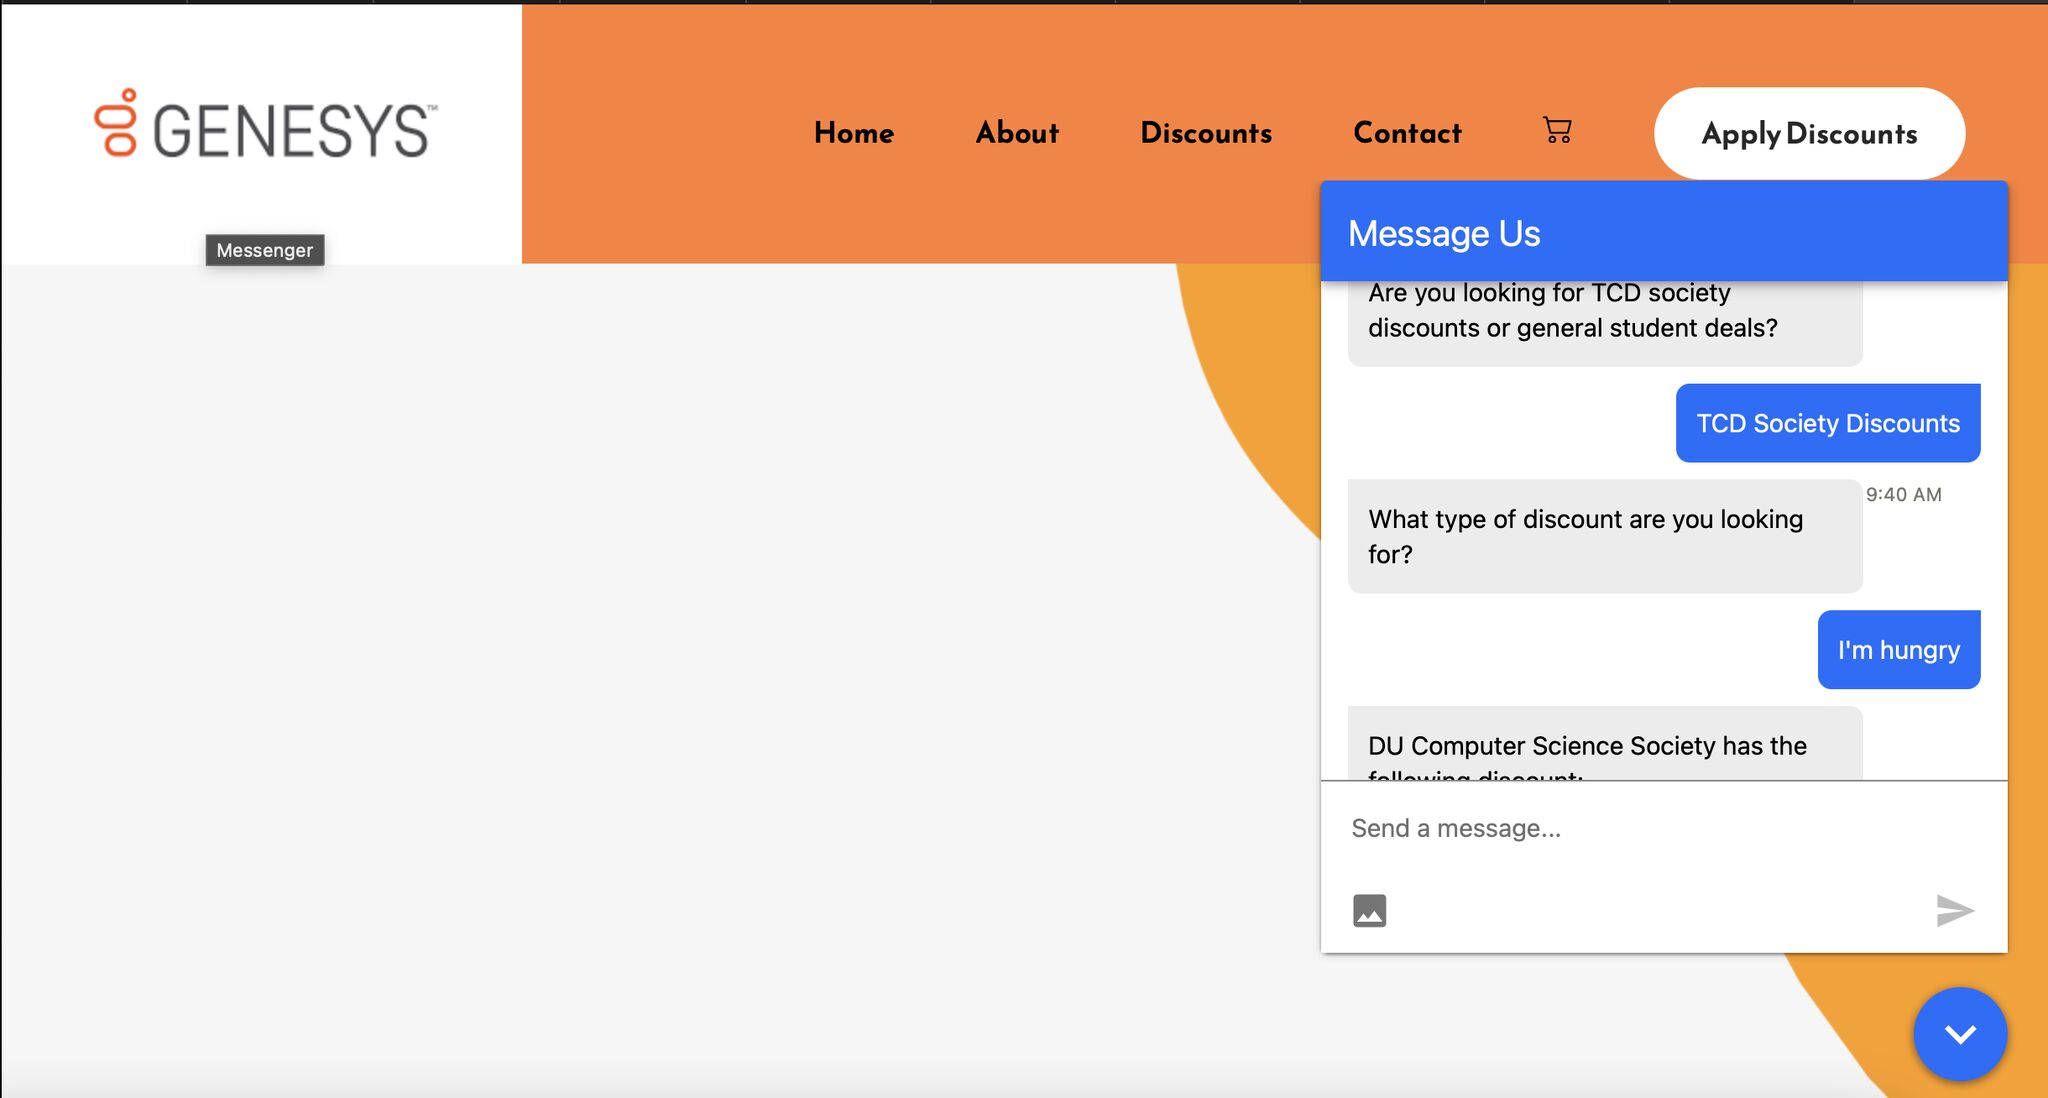 GENESYS™
Home
About
Discounts
Contact
Apply Discounts
Messenger
Message Us
Are you looking for TCD society
discounts or general student deals?
TCD Society Discounts
9:40 AM
What type of discount are you looking
for?
I'm hungry
DU Computer Science Society has the
following discount:
Send a message...